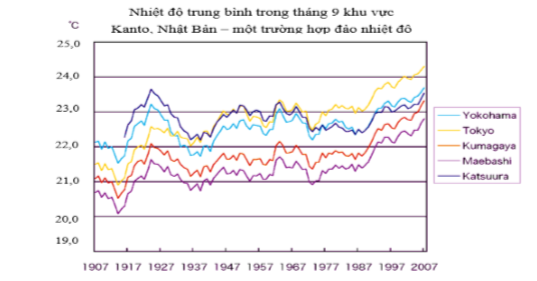 Nhiệt độ trung bình trong tháng 9 khu vực
Kanto, Nhật Bản – một trường hợp đảo nhiệt đô
°C
25,0
24,0
23,0
22,0
21,0
20,0
19,0
1907 1917 1927 1937 1947 1957 1967 1977 1987 1997 2007
Yokohama
Tokyo
Kumagaya
Maebashi
Katsuura